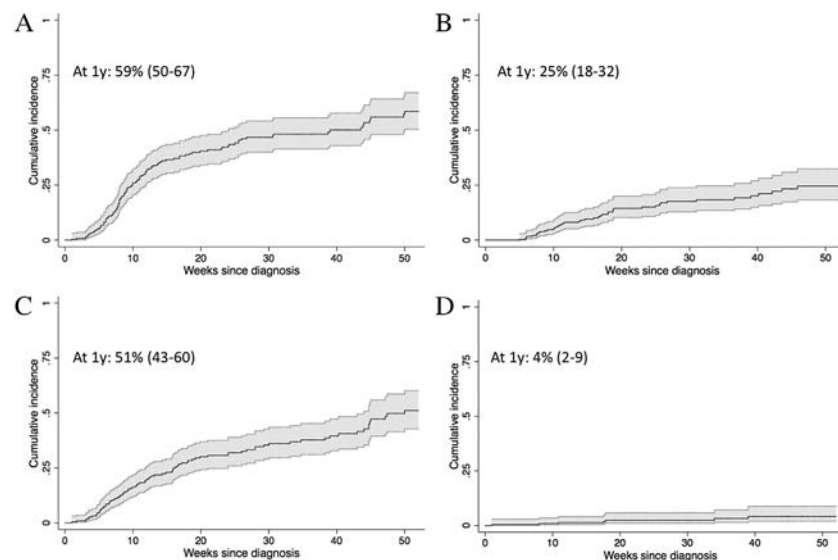 A
At 1y: 59% (50-67)
Cumulative incidence
1
.75
.5
.25
0
0 10 20 30 40 50
Weeks since diagnosis
B
At 1y: 25% (18-32)
Cumulative incidence
1
.75
.5
.25
0
0 10 20 30 40 50
Weeks since diagnosis
C
At 1y: 51% (43-60)
Cumulative incidence
1
.75
.5
.25
0
0 10 20 30 40 50
Weeks since diagnosis
D
At 1y: 4% (2-9)
Cumulative incidence
1
.75
.5
.25
0
0 10 20 30 40 50
Weeks since diagnosis